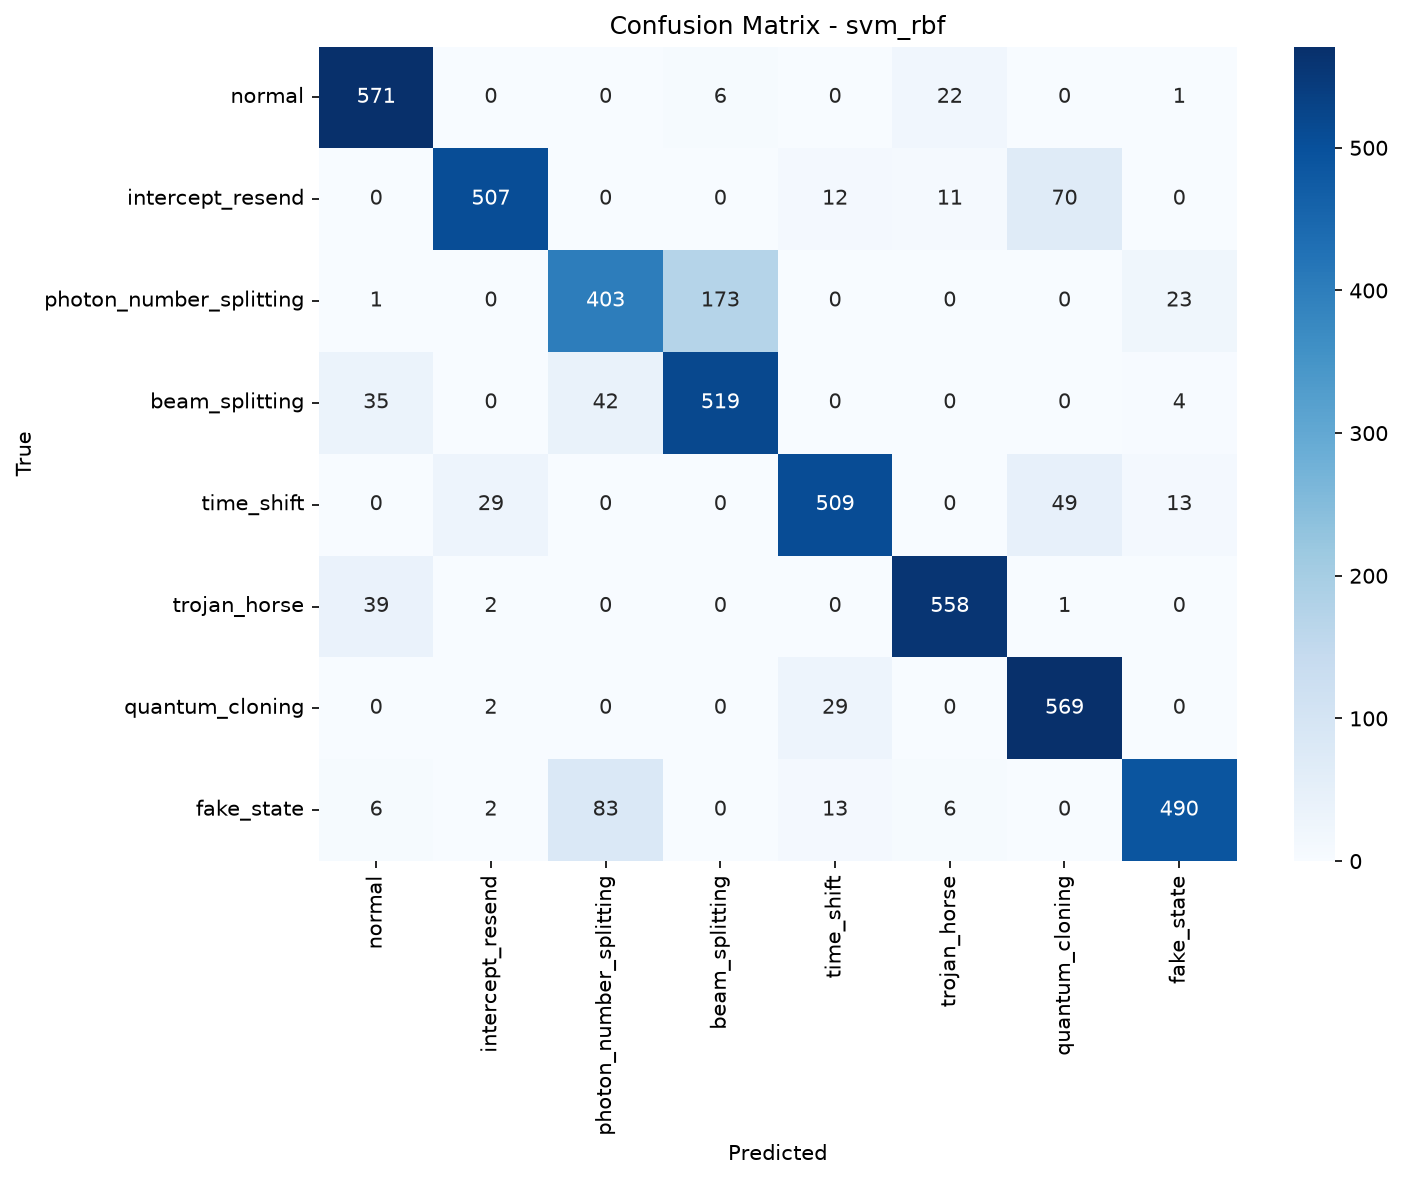 Confusion Matrix - svm_rbf
normal 571 0 0 6 0 22 0 1
intercept_resend 0 507 0 0 12 11 70 0
photon_number_splitting 1 0 403 173 0 0 0 23
beam_splitting 35 0 42 519 0 0 0 4
time_shift 0 29 0 0 509 0 49 13
trojan_horse 39 2 0 0 0 558 1 0
quantum_cloning 0 2 0 0 29 0 569 0
fake_state 6 2 83 0 13 6 0 490
True
normal
intercept_resend
photon_number_splitting
beam_splitting
time_shift
trojan_horse
quantum_cloning
fake_state
Predicted
500
400
300
200
100
0